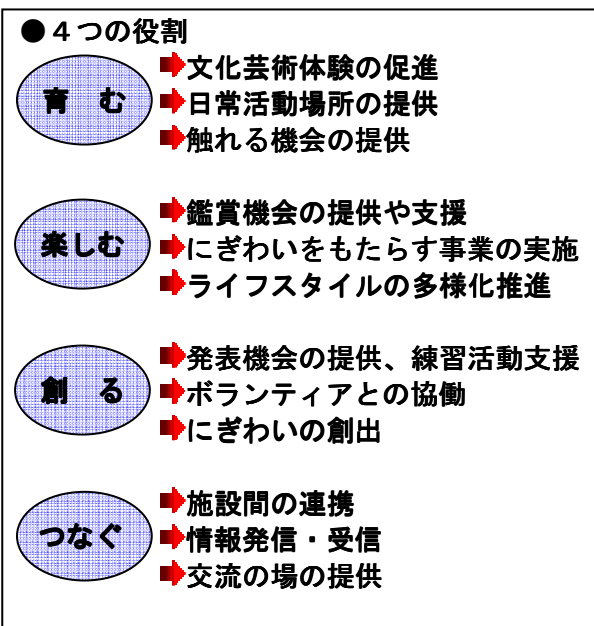 ●４つの役割
育　む
文化芸術体験の促進
日常活動場所の提供
触れる機会の提供
楽しむ
鑑賞機会の提供や支援
にぎわいをもたらす事業の実施
ライフスタイルの多様化推進
創　る
発表機会の提供、練習活動支援
ボランティアとの協働
にぎわいの創出
つなぐ
施設間の連携
情報発信・受信
交流の場の提供